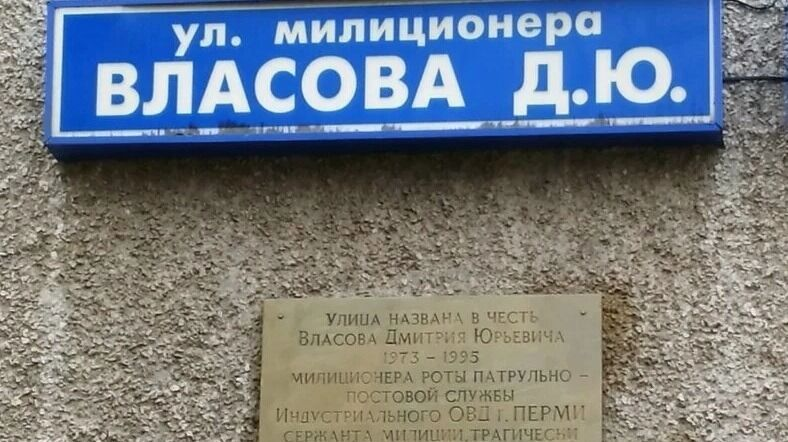 ул. милиционера
ВЛАСОВА Д.Ю.
УЛИЦА НАЗВАНА В ЧЕСТЬ
ВЛАСОВА ДМИТРИЯ ЮРЬЕВИЧА
1973 – 1995
МИЛИЦИОНЕРА РОТЫ ПАТРУЛЬНО –
ПОСТОВОЙ СЛУЖБЫ
ИНДУСТРИАЛЬНОГО ОВД г. ПЕРМИ
СЕРЖАНТА МИЛИЦИИ, ТРАГИЧЕСКИ